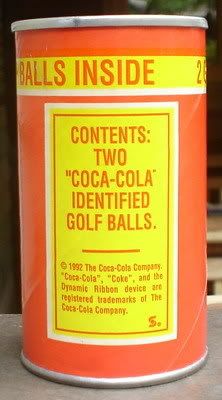 BALLS INSIDE
2
CONTENTS:
TWO
"COCA-COLA"
IDENTIFIED
GOLF BALLS.
© 1992 The Coca-Cola Company.
"Coca-Cola", "Coke", and the
Dynamic Ribbon device are
registered trademarks of The
Coca-Cola Company.